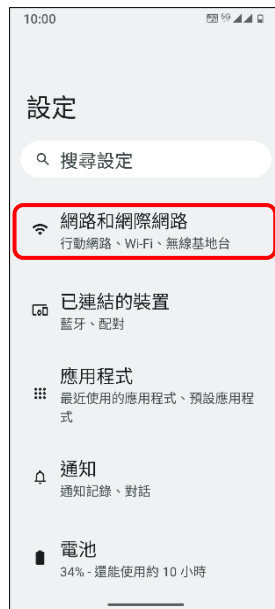 10:00
5G
設定
搜尋設定
網路和網際網路
行動網路、Wi-Fi、無線基地台
已連結的裝置
藍牙、配對
應用程式
最近使用的應用程式、預設應用程
式
通知
通知記錄、對話
電池
34% - 還能使用約 10 小時